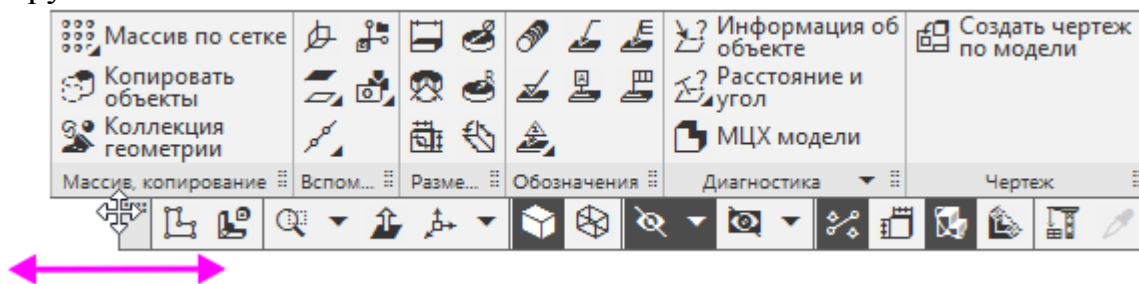 Массив по сетке
Копировать
объекты
Коллекция
геометрии
Массив, копирование
Вспом...
Разме...
Обозначения
Информация об
объекте
Расстояние и
угол
МЦХ модели
Диагностика
Создать чертеж
по модели
Чертеж